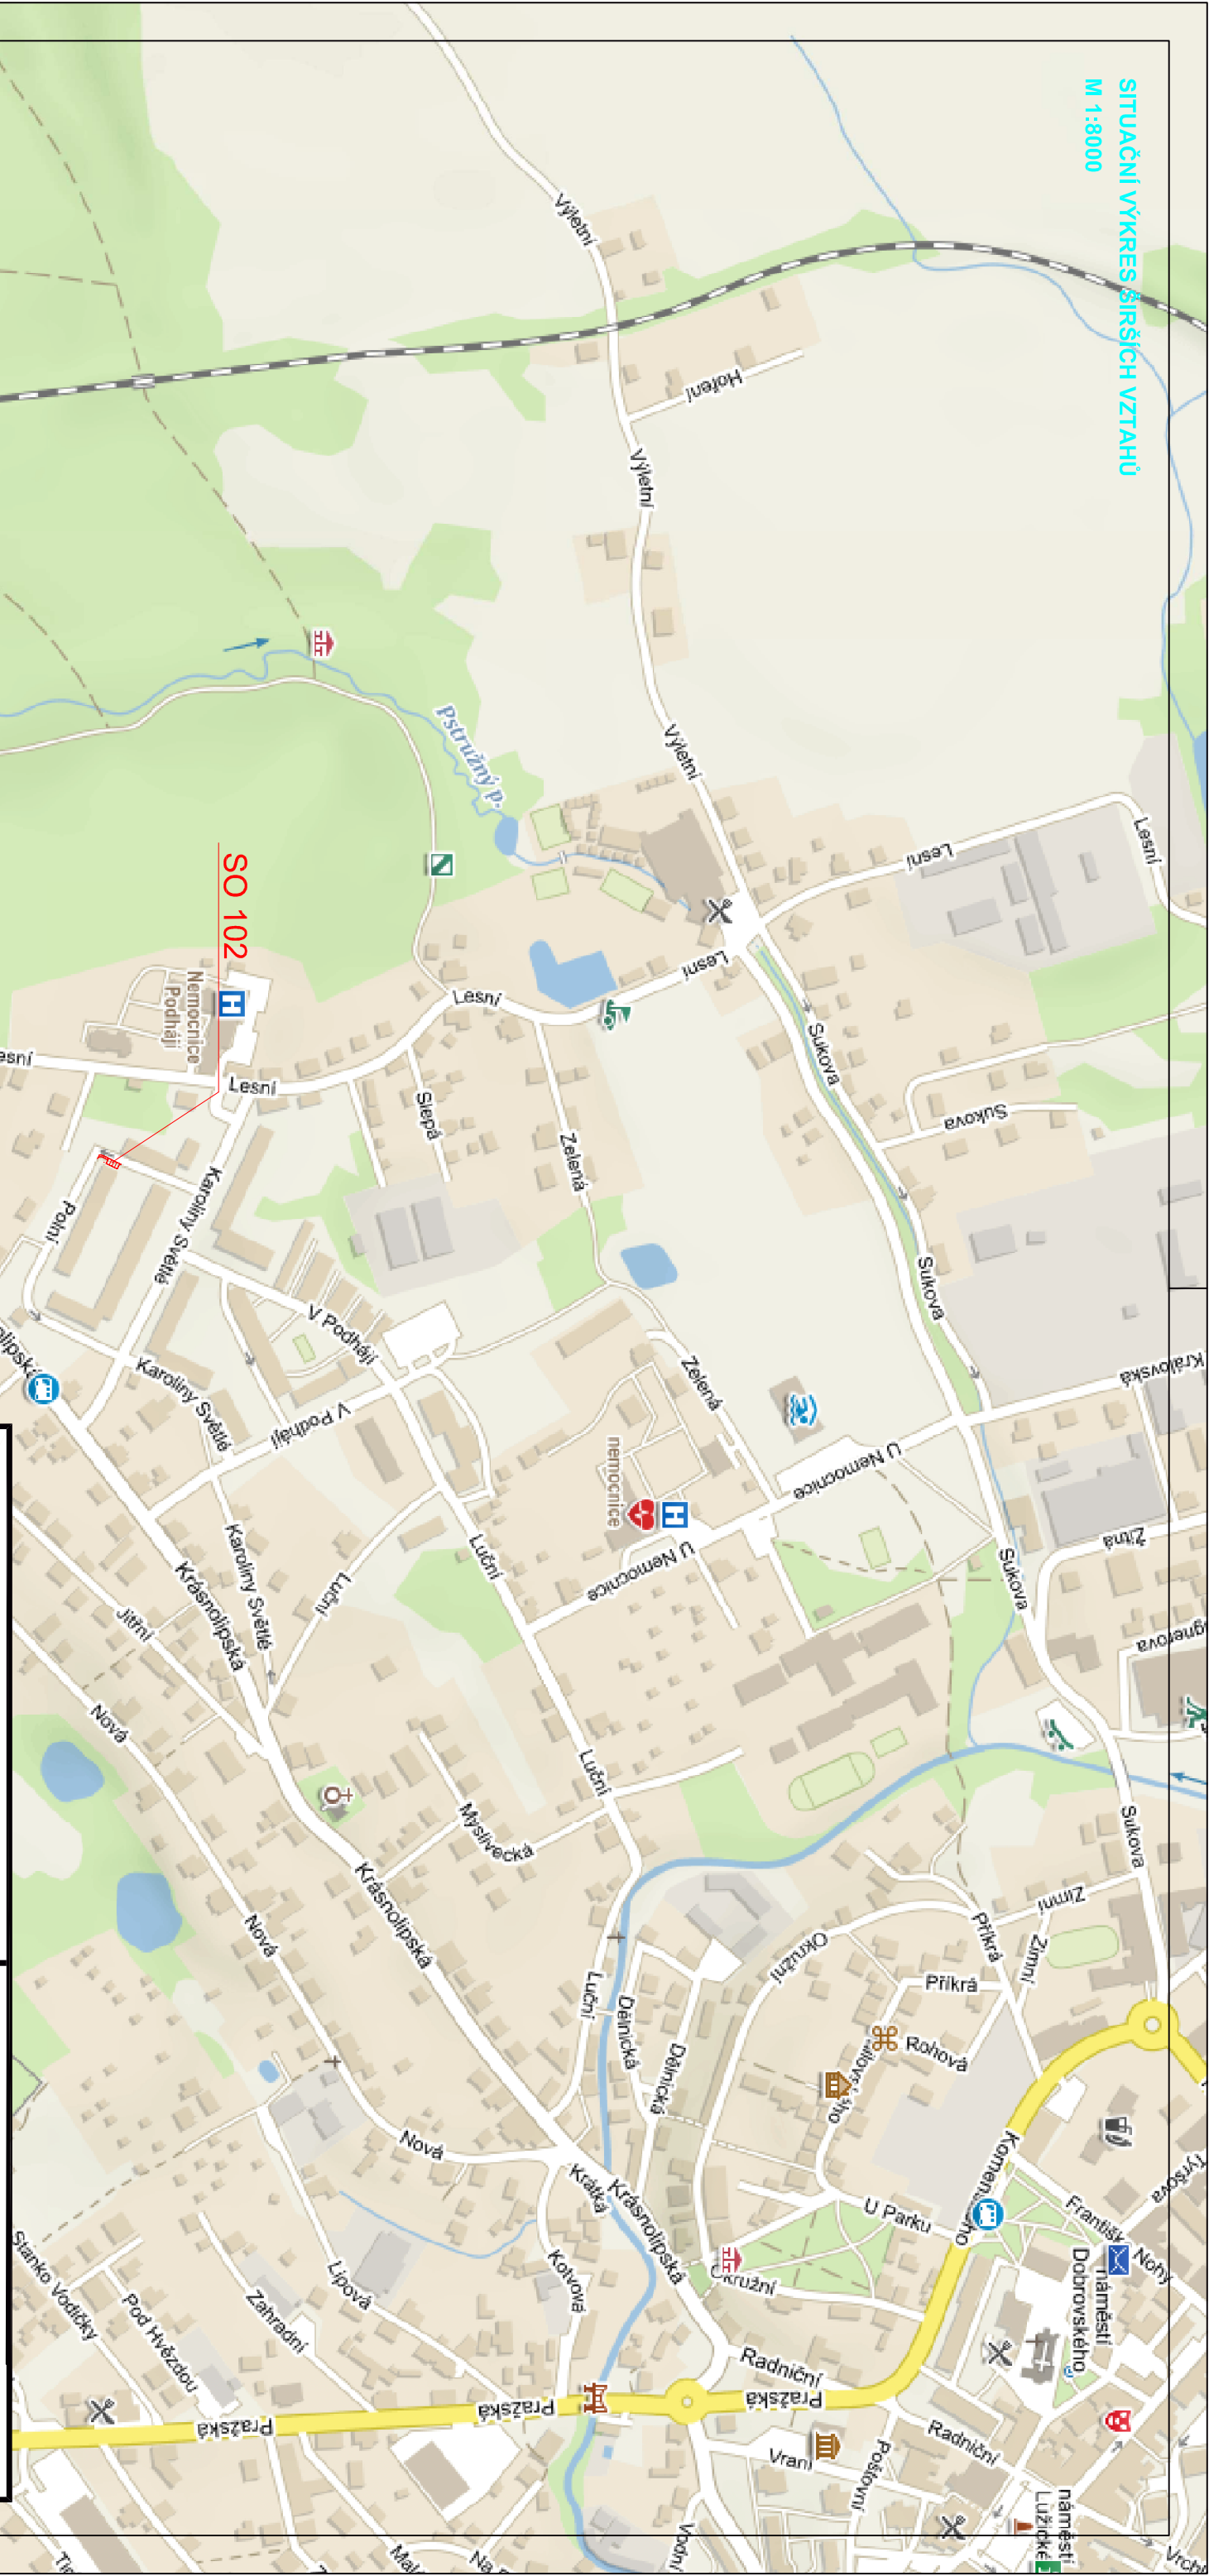 SITUAČNÍ VÝKRES ŠIRŠÍCH VZTAHŮ
M 1:8000
Výletní
Hoření
Výletní
Výletní
Lesní
Lesní
Lesní
Lesní
Lesní
Pstružný p.
SO 102
Nemocnice
Podhájí
Slepá
Zelená
Zelená
Sukova
Sukova
Sukova
Sukova
Sukova
Královská
Žitná
U Nemocnice
U Nemocnice
nemocnice
Polní
Karoliny Světlé
Karoliny Světlé
Karoliny Světlé
V Podhájí
V Podhájí
Luční
Luční
Luční
Luční
Krásnolipská
Krásnolipská
Krásnolipská
Jitřní
Nová
Nová
Nová
Myslivecká
Zimní
Zimní
Příkrá
Příkrá
Okružní
Okružní
Rohová
Dělnická
Dělnická
U Parku
Krátká
Kotvová
Lipová
Zahradní
Pod Hvězdou
Stanko Vodičky
Pražská
Pražská
Pražská
Radniční
Radniční
Vraní
Poštovní
Vodní
Tyršova
Nohy
náměstí
Dobrovského
náměstí